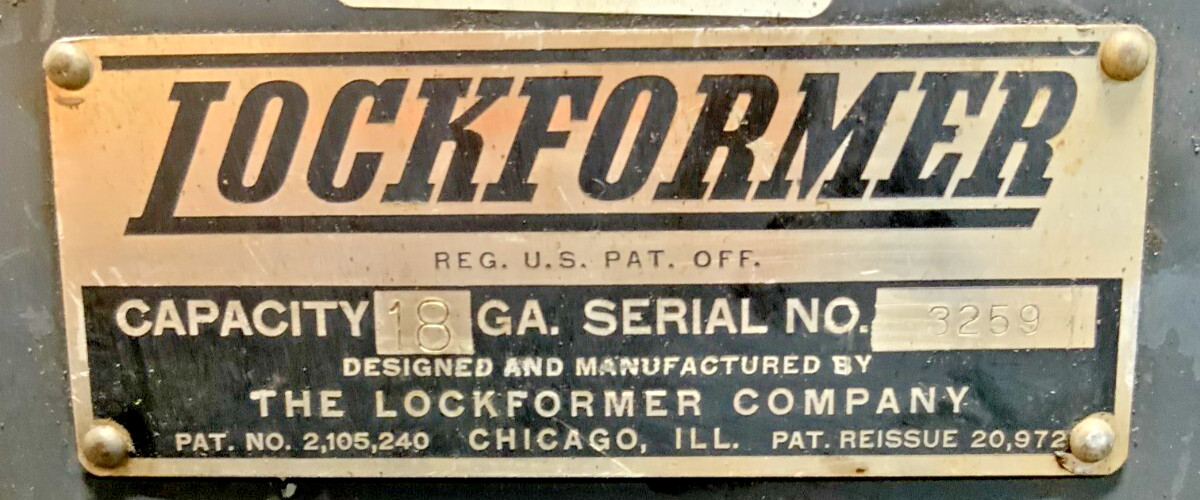 LOCKFORMER
REG. U.S. PAT. OFF.
CAPACITY 18 GA. SERIAL NO. 3259
DESIGNED AND MANUFACTURED BY
THE LOCKFORMER COMPANY
PAT. NO. 2,105,240 CHICAGO, ILL. PAT. REISSUE 20,972